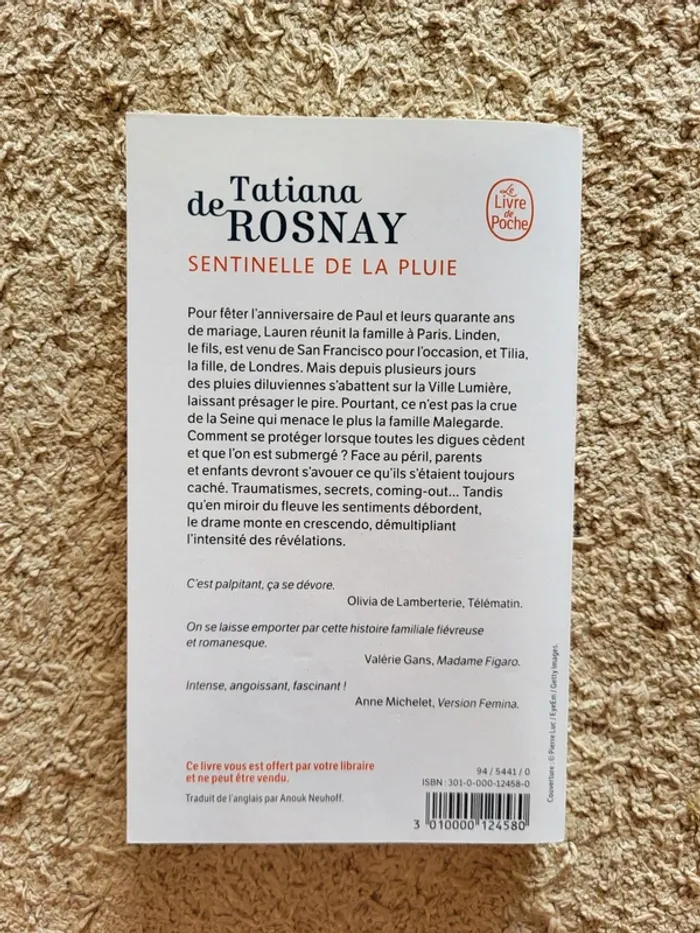 Tatiana
de ROSNAY
SENTINELLE DE LA PLUIE
Le
Livre
de
Poche
Pour fêter l'anniversaire de Paul et leurs quarante ans
de mariage, Lauren réunit la famille à Paris. Linden,
le fils, est venu de San Francisco pour l'occasion, et Tilia,
la fille, de Londres. Mais depuis plusieurs jours
des pluies diluviennes s'abattent sur la Ville Lumière,
laissant présager le pire. Pourtant, ce n'est pas la crue
de la Seine qui menace le plus la famille Malegarde.
Comment se protéger lorsque toutes les digues cèdent
et que l'on est submergé ? Face au péril, parents
et enfants devront s'avouer ce qu'ils s'étaient toujours
caché. Traumatismes, secrets, coming-out... Tandis
qu'en miroir du fleuve les sentiments débordent,
le drame monte en crescendo, démultipliant
l'intensité des révélations.
C'est palpitant, ça se dévore.
Olivia de Lamberterie, Télématin.
On se laisse emporter par cette histoire familiale fiévreuse
et romanesque.
Valérie Gans, Madame Figaro.
Intense, angoissant, fascinant !
Anne Michelet, Version Femina.
Ce livre vous est offert par votre libraire
et ne peut être vendu.
Traduit de l'anglais par Anouk Neuhoff.
94 / 5441 / 0
ISBN : 301-0-000-12458-0
3 010000 124580
Couverture : © Pierre Luc / EyeEm / Getty Images.